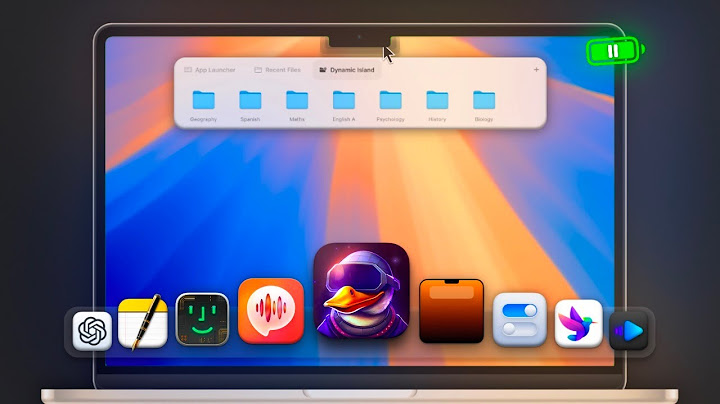 App Launcher Recent Files Dynamic Island +
Geography Spanish Maths English A Psychology History Biology